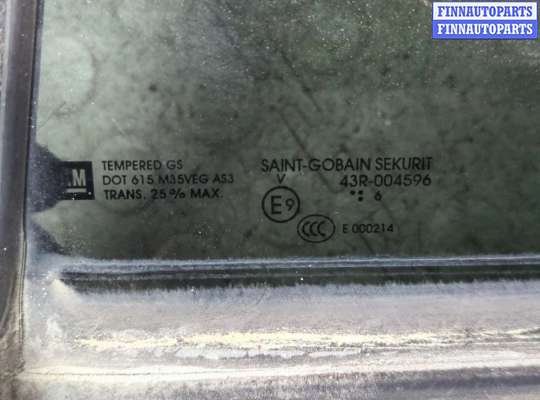 FINNAUTOPARTS
FINNAUTOPARTS
TEMPERED GS
DOT 615 M35VEG AS3
TRANS. 25 % MAX.
SAINT-GOBAIN SEKURIT
V 43R-004596
E9 6
CCC E 000214